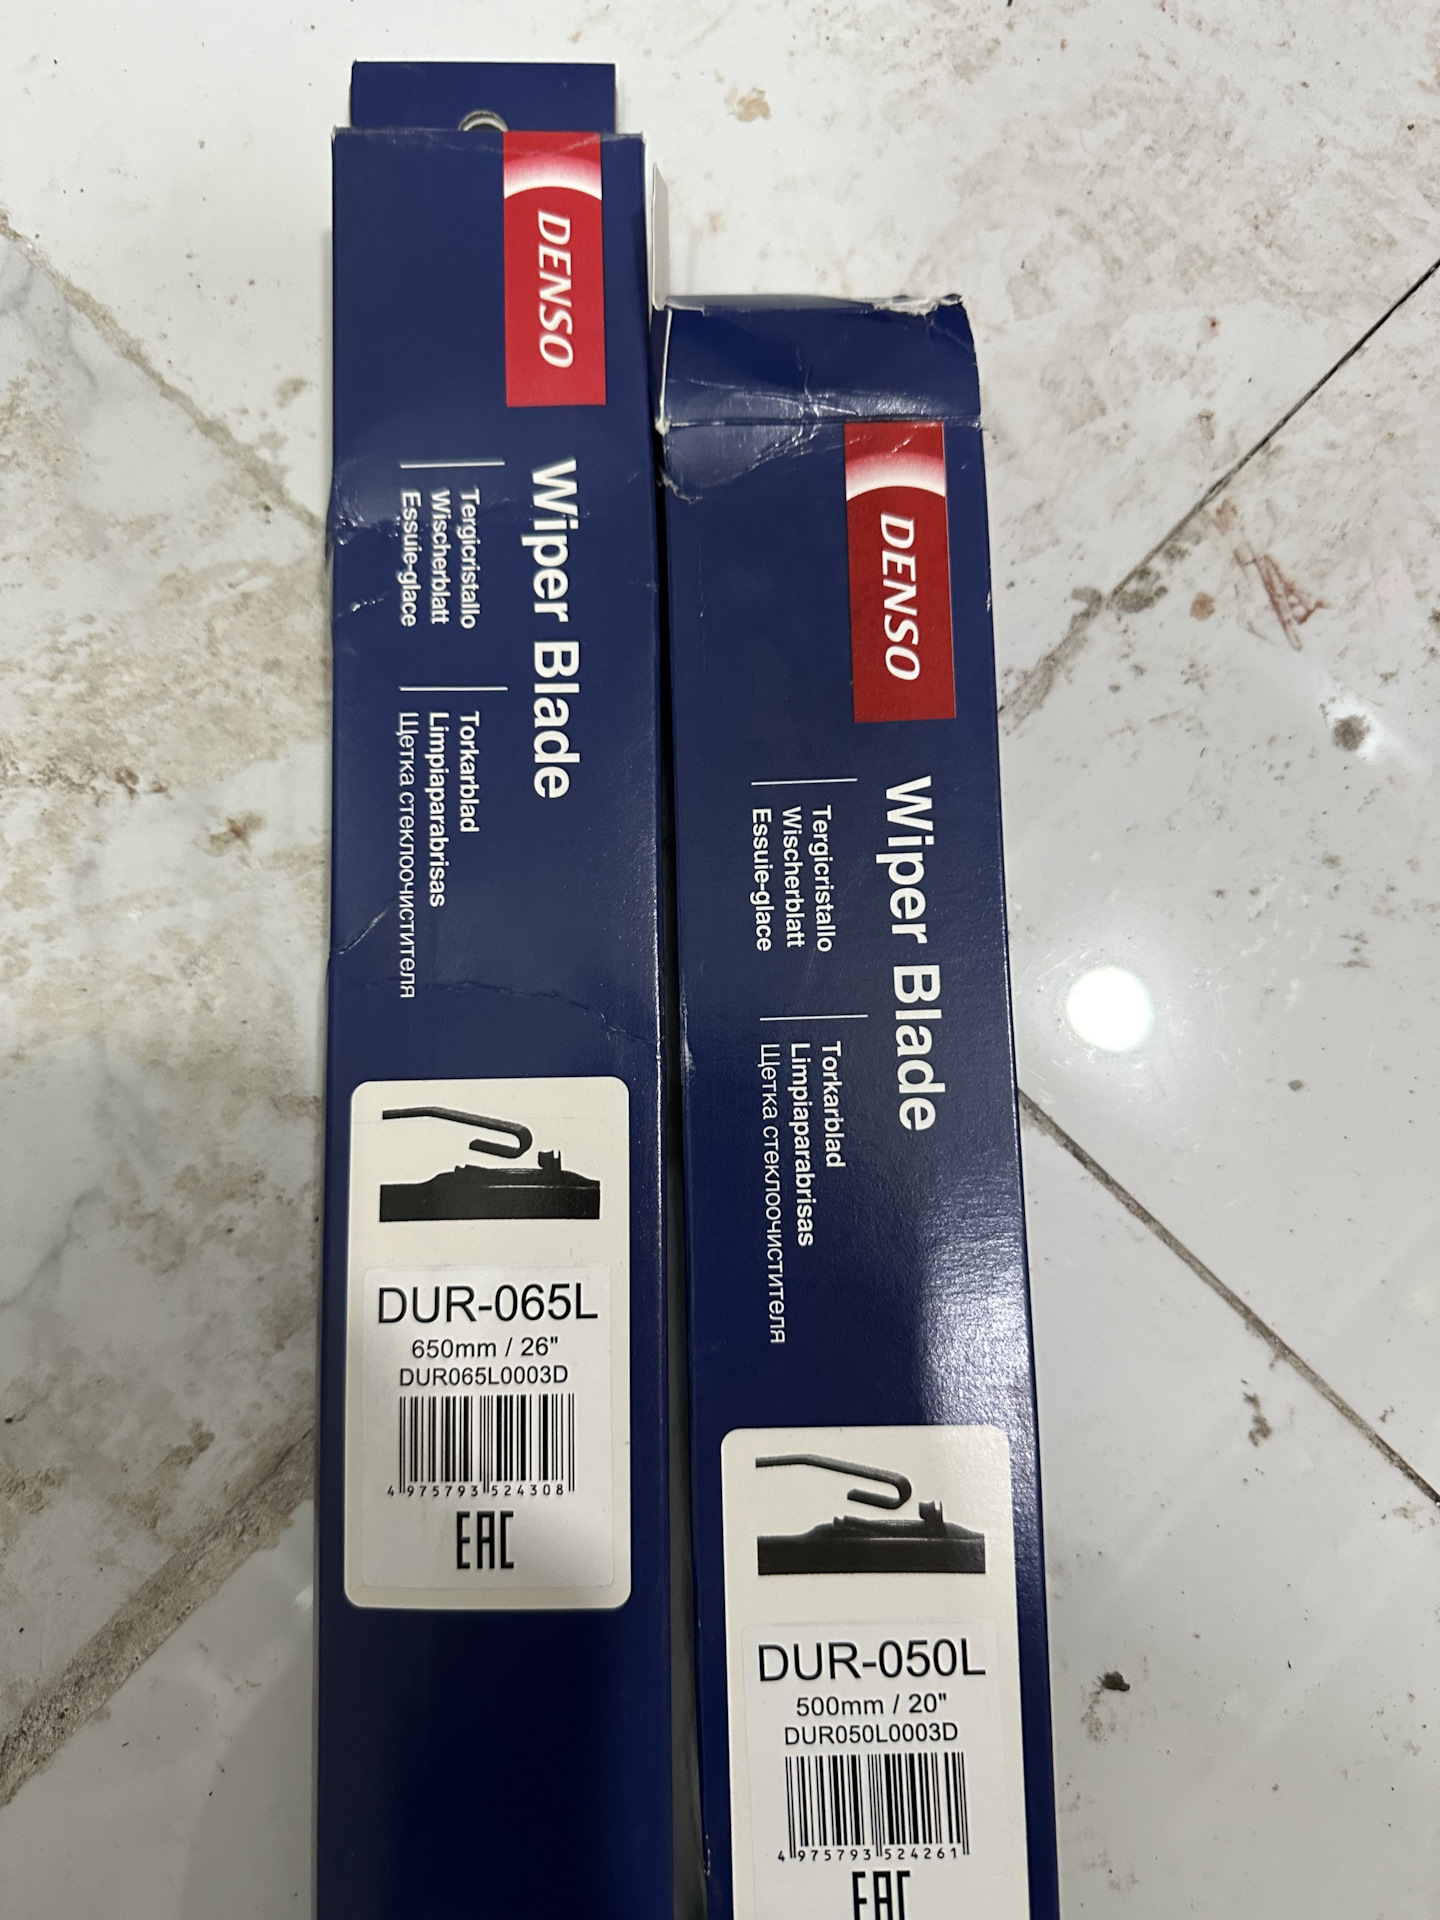 DENSO
Wiper Blade
Tergicristallo
Wischerblatt
Essuie-glace
Torkarblad
Limpiaparabrisas
Щетка стеклоочистителя
DUR-065L
650mm / 26"
DUR065L0003D
4 975793 524308
EAC
DENSO
Wiper Blade
Tergicristallo
Wischerblatt
Essuie-glace
Torkarblad
Limpiaparabrisas
Щетка стеклоочистителя
DUR-050L
500mm / 20"
DUR050L0003D
4 975793 524261
EAC